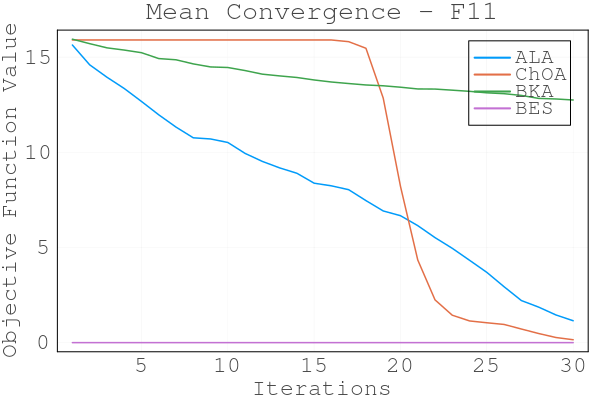 Mean Convergence - F11
Objective Function Value
15
10
5
0
ALA
ChOA
BKA
BES
5 10 15 20 25 30
Iterations